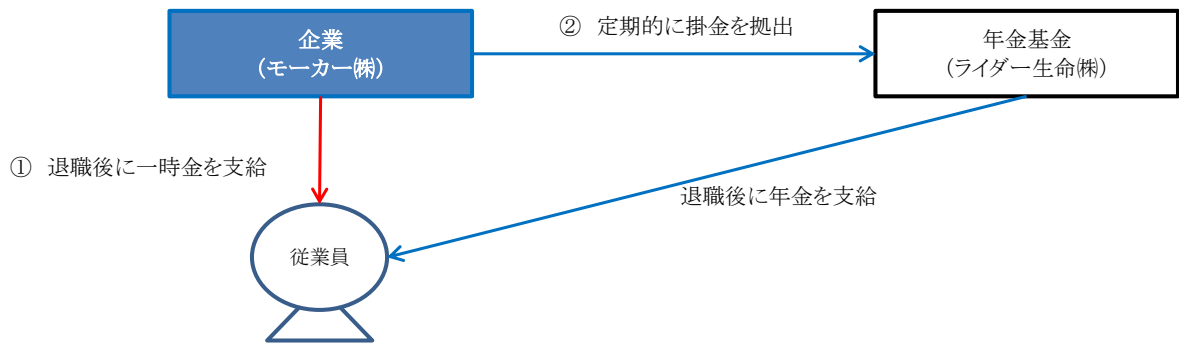 企業
(モーカー㈱)
② 定期的に掛金を拠出
年金基金
(ライダー生命㈱)
① 退職後に一時金を支給
退職後に年金を支給
従業員